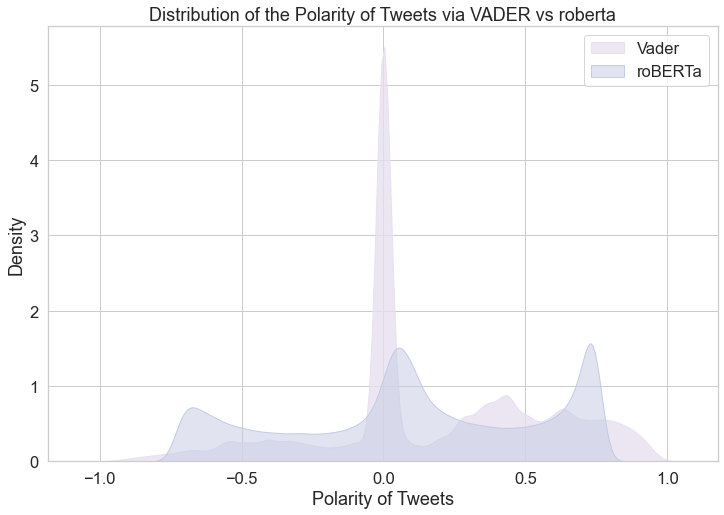 Distribution of the Polarity of Tweets via VADER vs roberta
Vader
roBERTa
Density
5
4
3
2
1
0
−1.0 −0.5 0.0 0.5 1.0
Polarity of Tweets